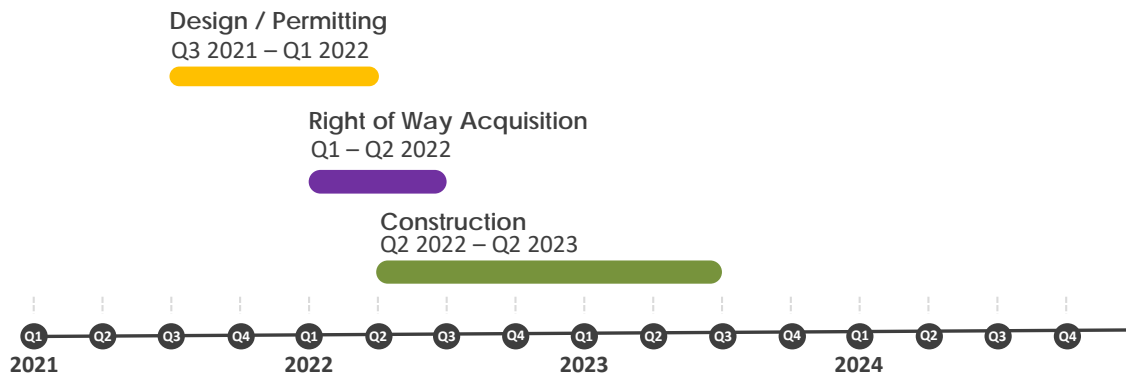 Design / Permitting
Q3 2021 – Q1 2022
Right of Way Acquisition
Q1 – Q2 2022
Construction
Q2 2022 – Q2 2023
Q1 Q2 Q3 Q4 Q1 Q2 Q3 Q4 Q1 Q2 Q3 Q4 Q1 Q2 Q3 Q4
2021 2022 2023 2024